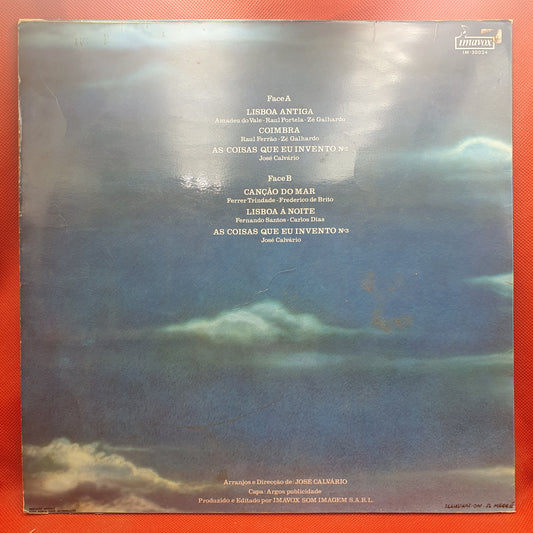 imavox
IM-30024
Face A
LISBOA ANTIGA
Amadeu do Vale - Raul Portela - Zé Galhardo
COIMBRA
Raul Ferrão - Zé Galhardo
AS COISAS QUE EU INVENTO Nº
José Calvário
Face B
CANÇÃO DO MAR
Ferrer Trindade - Frederico de Brito
LISBOA À NOITE
Fernando Santos - Carlos Dias
AS COISAS QUE EU INVENTO Nº3
José Calvário
Arranjos e Direcção de: JOSÉ CALVÁRIO
Capa: Argos publicidade
Produzido e Editado por IMAVOX SOM IMAGEM S.A.R.L.